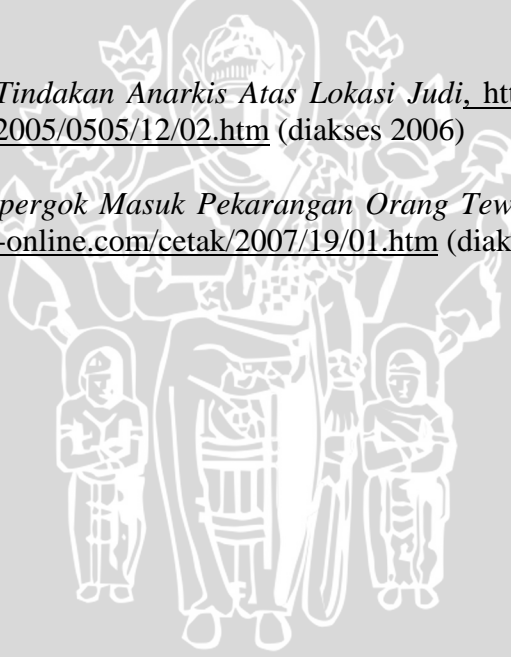 Tindakan Anarkis Atas Lokasi Judi, htt
2005/0505/12/02.htm (diakses 2006)
pergok Masuk Pekarangan Orang Tew
-online.com/cetak/2007/19/01.htm (diak